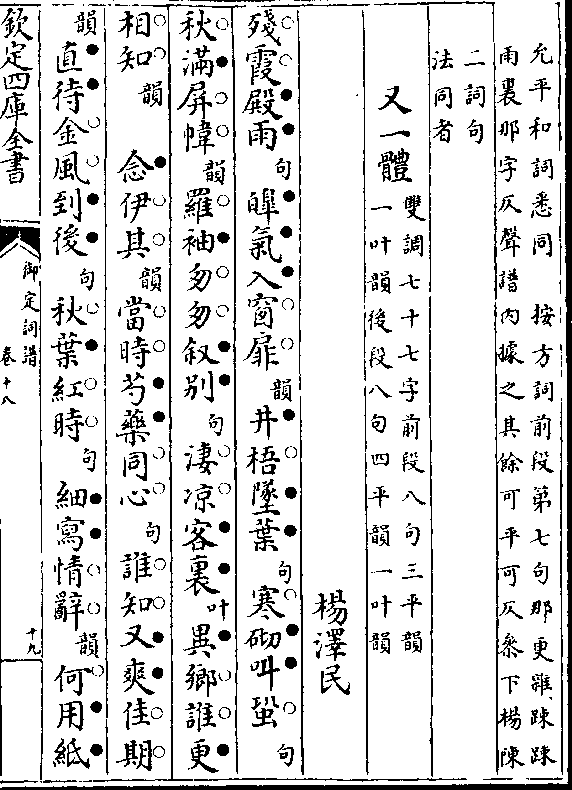 允平和詞悉同　按方詞前段第七句那更雖踈踈
雨裏那字仄聲譜内據之其餘可平可仄叅下楊陳
二詞句
法同者
又一體 雙調七十七字前段八句三平韻
一叶韻後段八句四平韻一叶韻
楊澤民
殘霞殿雨句皡氣入窗扉韻井梧墜葉句寒砌叫蛩句
秋滿屏幃韻羅袖匆匆叙别句淒凉客裏叶異鄉誰更
相知韻　念伊其韻當時芍藥同心句誰知又爽佳期
韻直待金風到後句秋葉紅時句細寫情辭韻何用紙
欽定四庫全書
御定詞譜
卷十八
十九